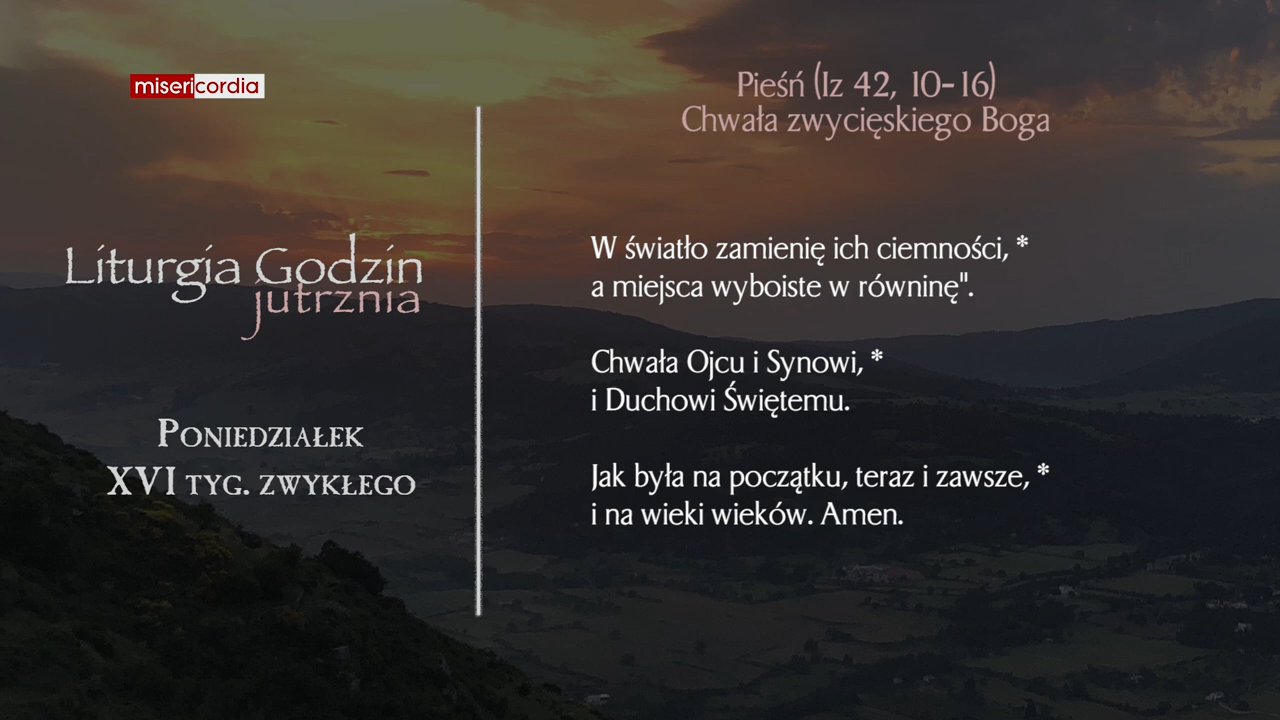 misericordia
Liturgia Godzin
jutrznia
Poniedziałek
XVI tyg. zwykłego
Pieśń (Iz 42, 10-16)
Chwała zwycięskiego Boga
W światło zamienię ich ciemności, *
a miejsca wyboiste w równinę".
Chwała Ojcu i Synowi, *
i Duchowi Świętemu.
Jak była na początku, teraz i zawsze, *
i na wieki wieków. Amen.